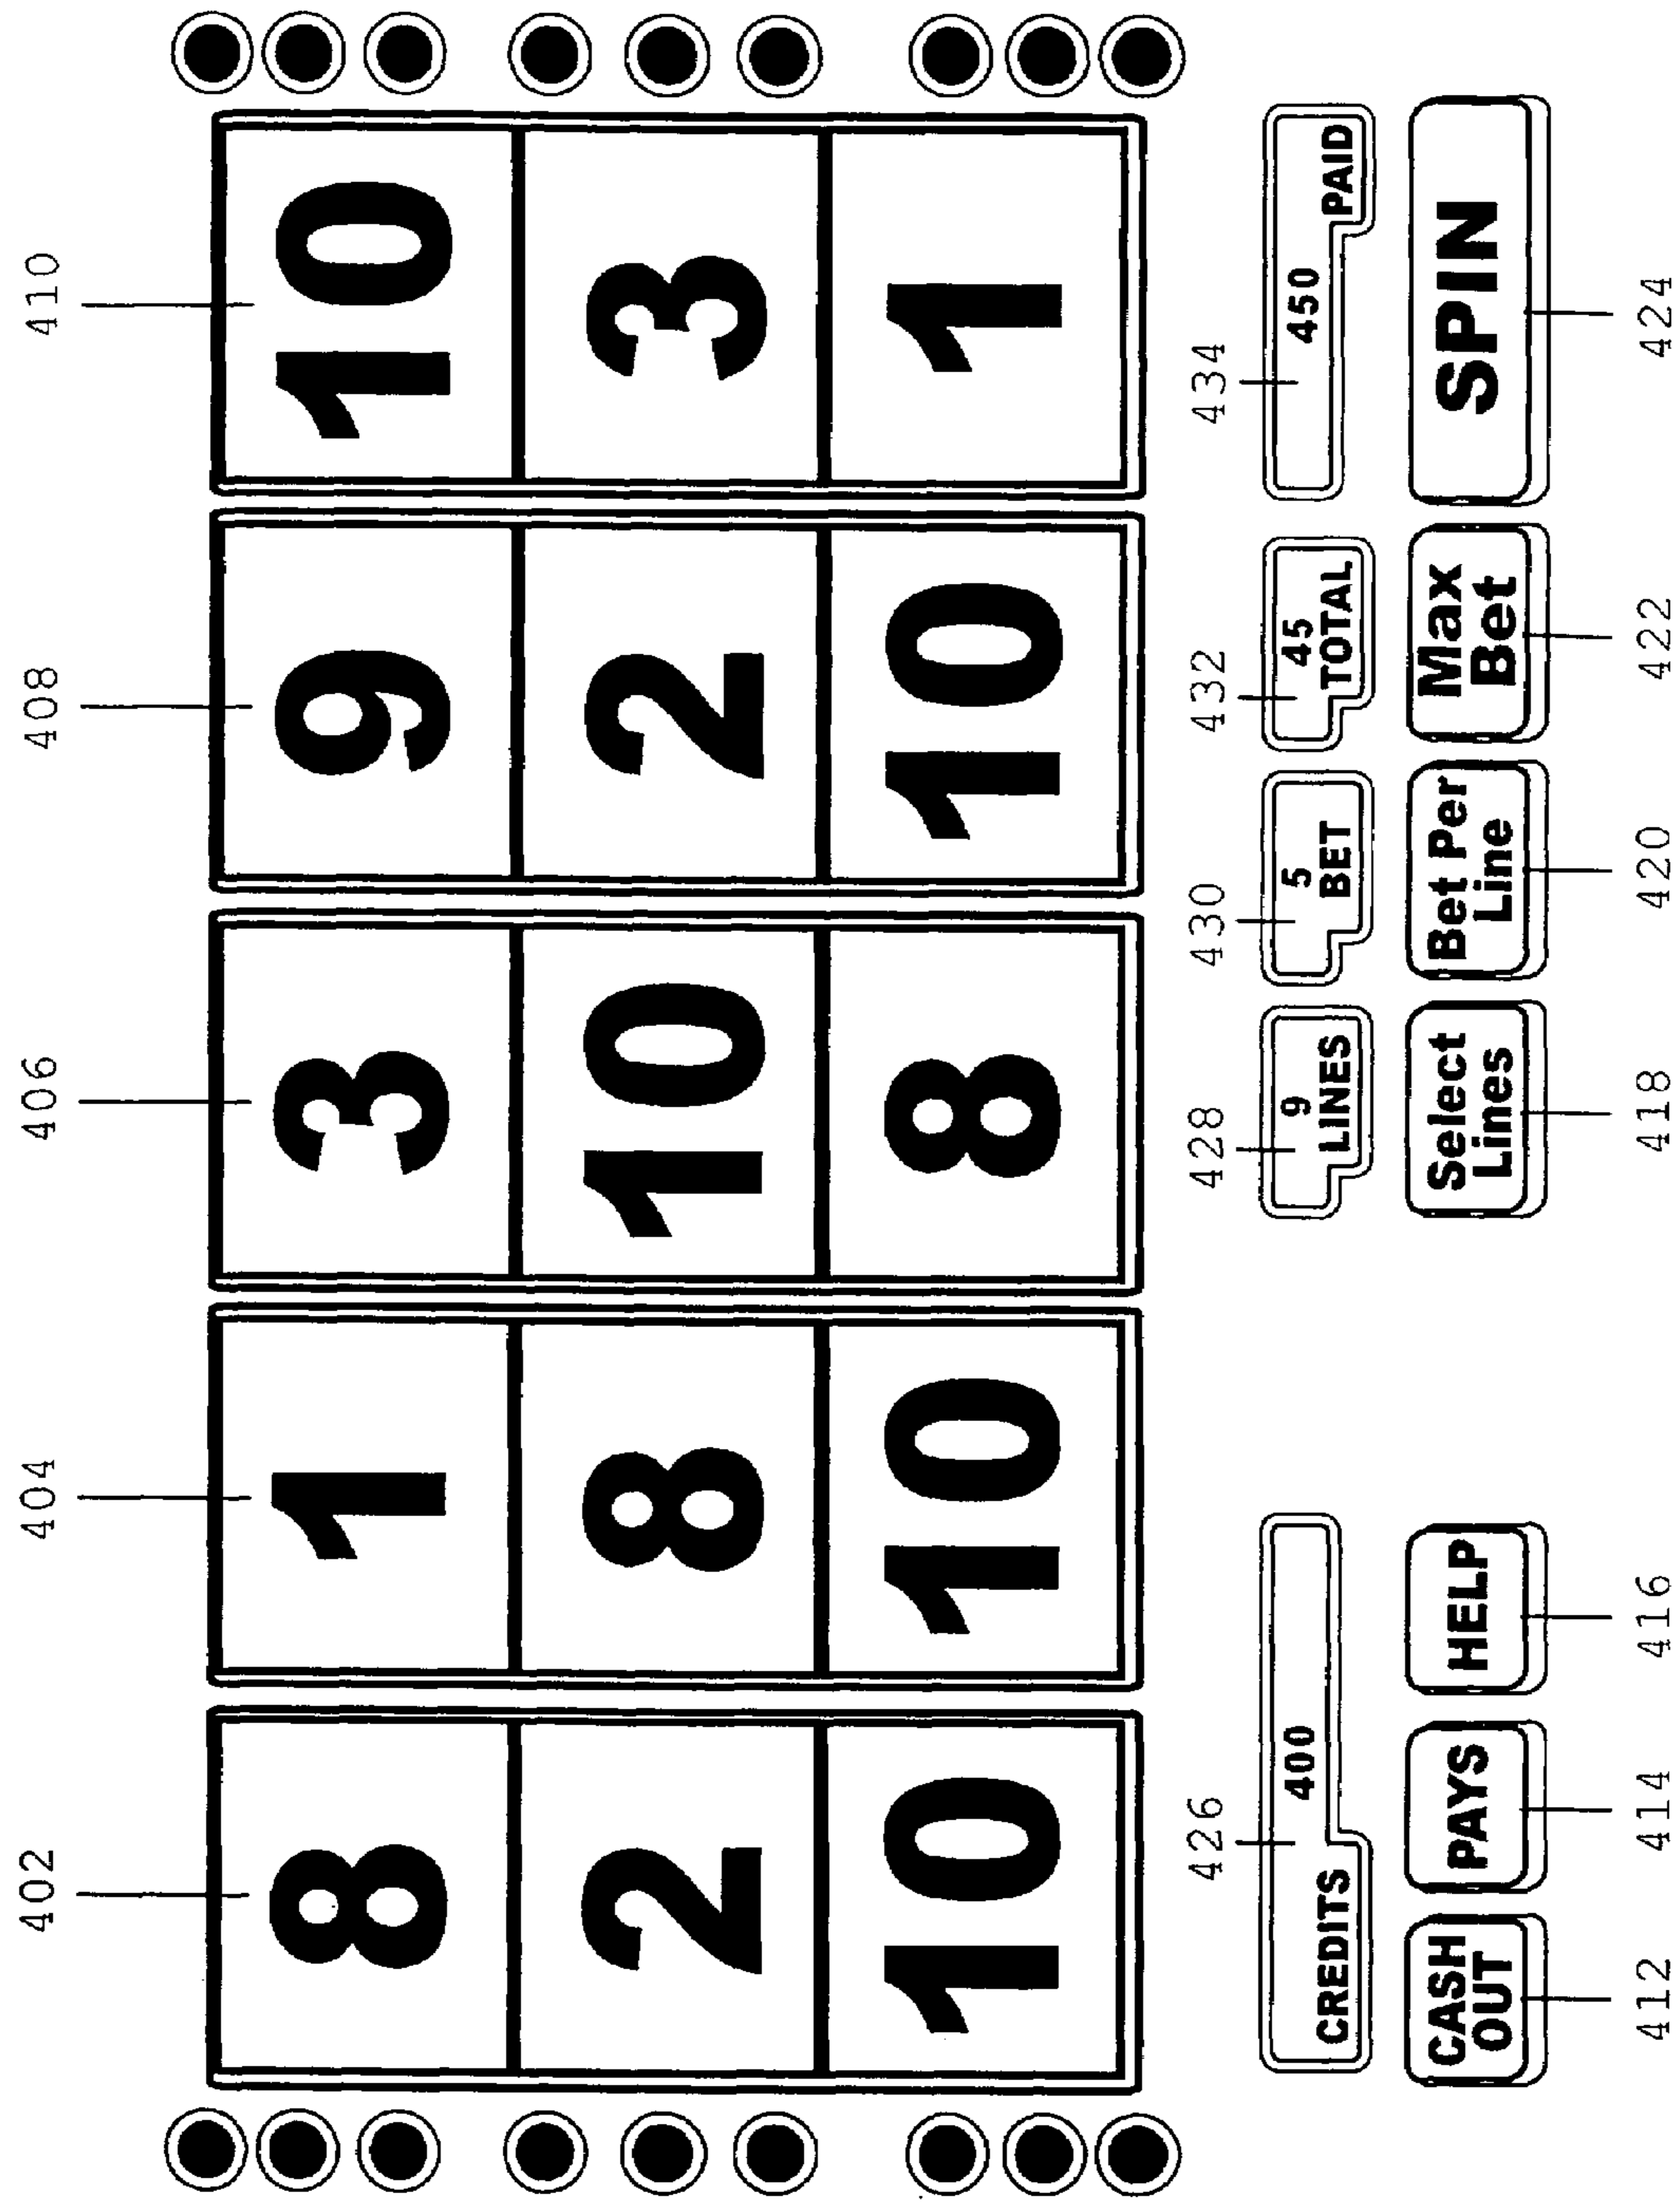 402 404 406 408 410
8 1 3 9 10
2 8 10 2 3
10 10 8 10 1
426 428 430 432 434
400 9 5 45 450
CREDITS LINES BET TOTAL PAID
CASH OUT
PAYS
HELP
Select Lines
Bet Per Line
Max Bet
SPIN
412 414 416 418 420 422 424